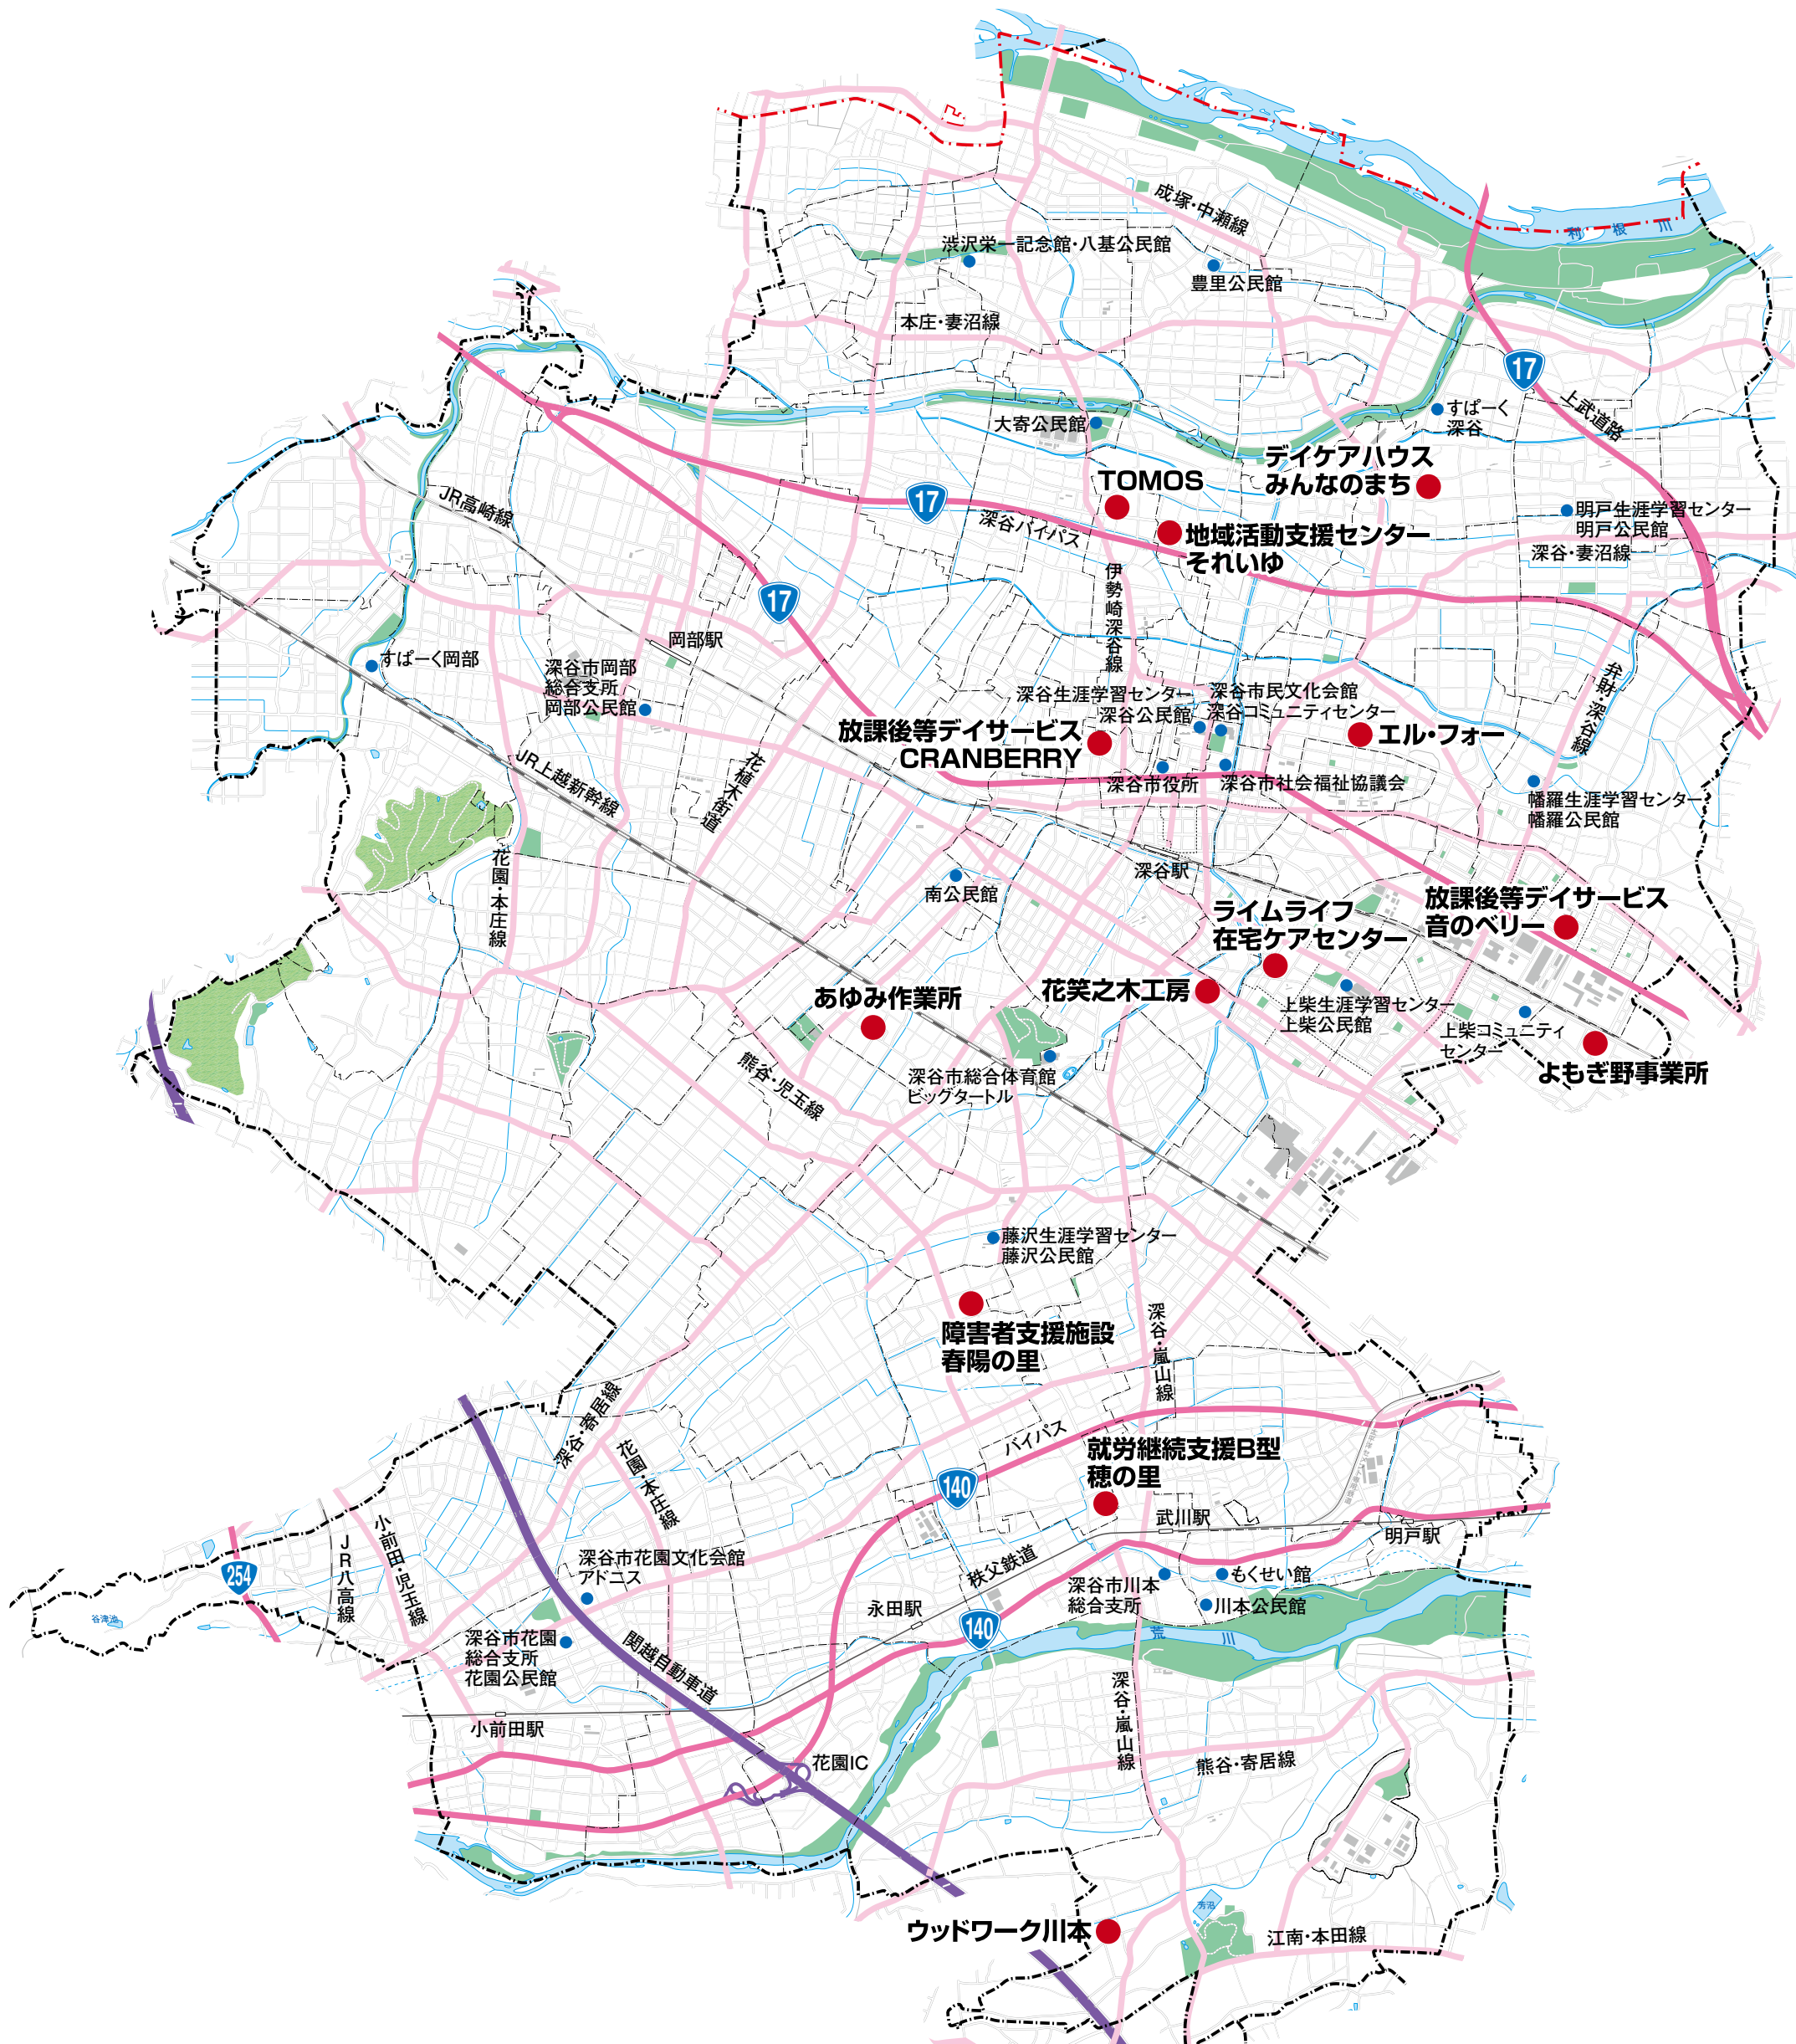 成塚・中瀬線
利根川
渋沢栄一記念館・八基公民館
豊里公民館
本庄・妻沼線
17
上武道路
すぱーく
深谷
大寄公民館
デイケアハウス
みんなのまち
TOMOS
JR高崎線
17
深谷バイパス
地域活動支援センター
それいゆ
明戸生涯学習センター
明戸公民館
深谷・妻沼線
伊勢崎深谷線
17
岡部駅
すぱーく岡部
深谷市岡部
総合支所
岡部公民館
弁財・深谷線
深谷生涯学習センター
深谷公民館
深谷市民文化会館
深谷コミュニティセンター
放課後等デイサービス
CRANBERRY
エル・フォー
深谷市役所
深谷市社会福祉協議会
幡羅生涯学習センター
幡羅公民館
JR上越新幹線
花植木街道
花園・本庄線
深谷駅
南公民館
放課後等デイサービス
音のベリー
ライムライフ
在宅ケアセンター
花笑之木工房
あゆみ作業所
上柴生涯学習センター
上柴公民館
上柴コミュニティ
センター
よもぎ野事業所
熊谷・児玉線
深谷市総合体育館
ビッグタートル
藤沢生涯学習センター
藤沢公民館
障害者支援施設
春陽の里
深谷・嵐山線
深谷・寄居線
花園・本庄線
バイパス
140
就労継続支援B型
穂の里
武川駅
明戸駅
秩父鉄道
254
JR八高線
小前田・児玉線
谷津池
深谷市花園文化会館
アドニス
深谷市川本
総合支所
もくせい館
川本公民館
永田駅
140
荒川
深谷市花園
総合支所
花園公民館
関越自動車道
小前田駅
花園IC
深谷・嵐山線
熊谷・寄居線
芳沼
ウッドワーク川本
江南・本田線